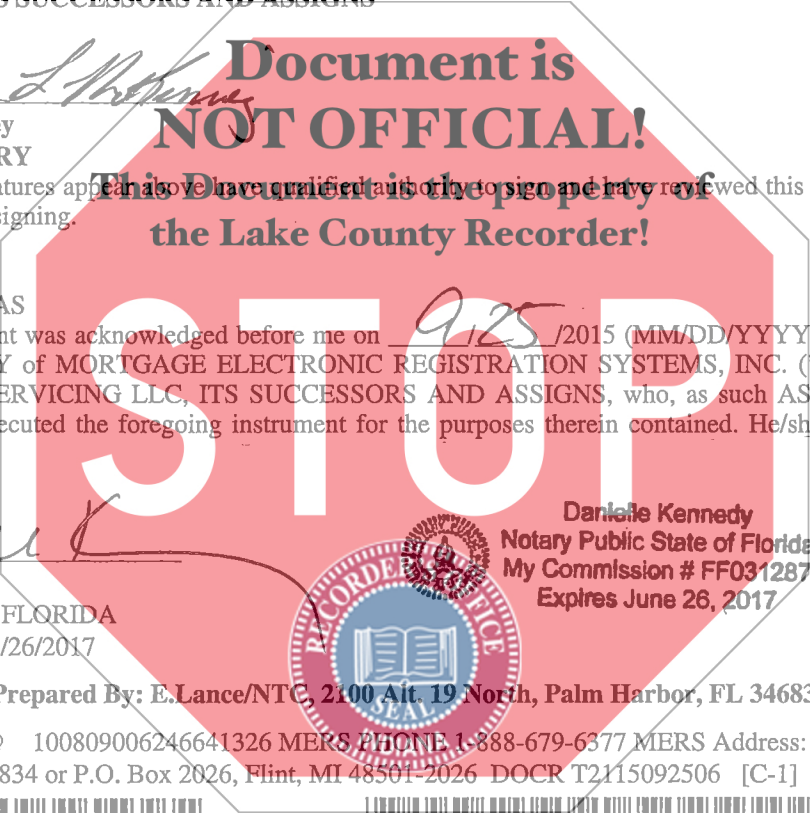 S SUCCESSORS AND ASSIGNS
Document is
NOT OFFICIAL!
This Document is the property of
the Lake County Recorder!
L McKenney
ey
RY
atures appear above have qualified authority to sign and have reviewed this
signing.
AS
nt was acknowledged before me on 9/25/2015 (MM/DD/YYYY
Y of MORTGAGE ELECTRONIC REGISTRATION SYSTEMS, INC. (
ERVICING LLC, ITS SUCCESSORS AND ASSIGNS, who, as such AS
ecuted the foregoing instrument for the purposes therein contained. He/sh
STOP
Danielle Kennedy
Notary Public State of Florida
My Commission # FF031287
Expires June 26, 2017
RECORDER'S OFFICE
SEAL
FLORIDA
/26/2017
Prepared By: E.Lance/NTC, 2100 Alt. 19 North, Palm Harbor, FL 34683
100809006246641326 MERS PHONE 1-888-679-6377 MERS Address:
834 or P.O. Box 2026, Flint, MI 48501-2026 DOCR T2115092506 [C-1]